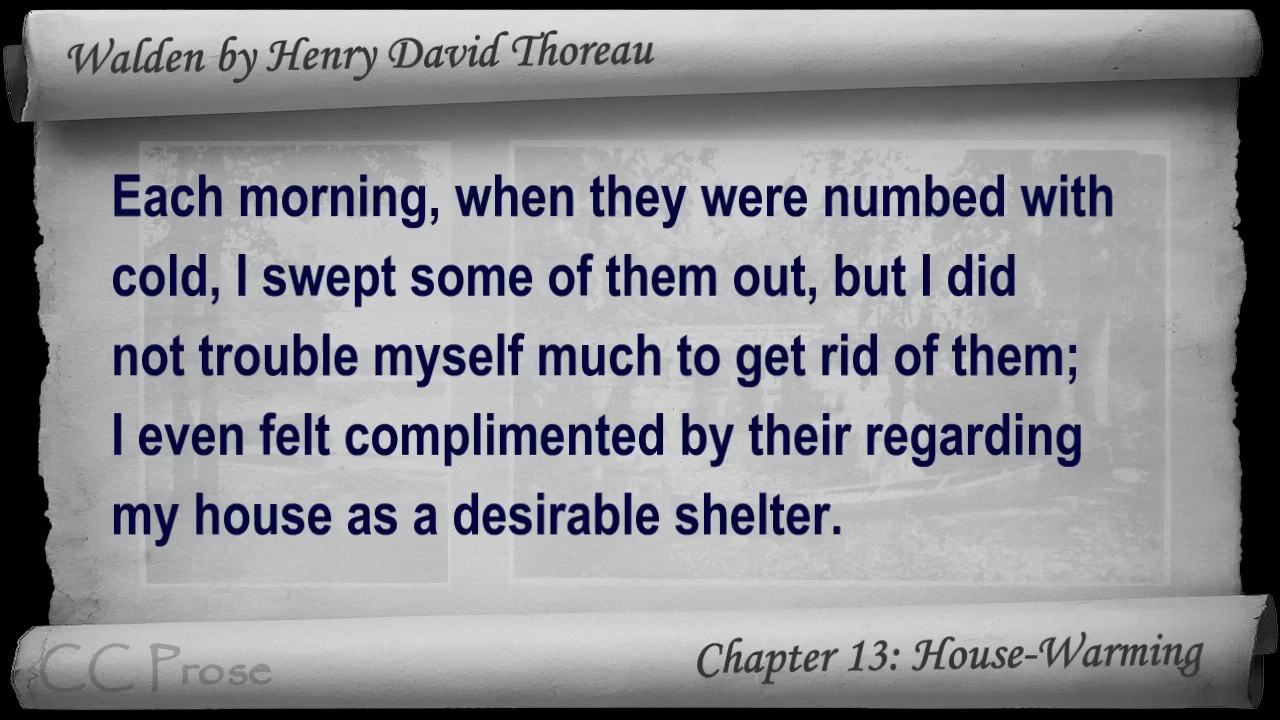 Walden by Henry David Thoreau
Each morning, when they were numbed with
cold, I swept some of them out, but I did
not trouble myself much to get rid of them;
I even felt complimented by their regarding
my house as a desirable shelter.
CC Prose
Chapter 13: House-Warming